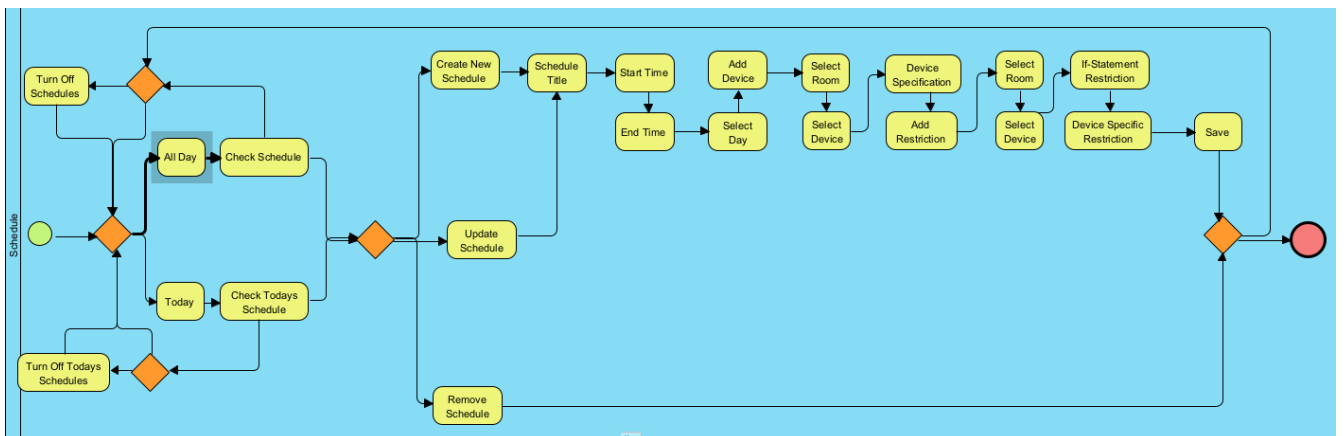 Schedule
Turn Off
Schedules
All Day
Check Schedule
Today
Check Todays
Schedule
Turn Off Todays
Schedules
Create New
Schedule
Schedule
Title
Start Time
End Time
Add
Device
Select
Day
Select
Room
Select
Device
Device
Specification
Add
Restriction
Select
Room
Select
Device
If-Statement
Restriction
Device Specific
Restriction
Save
Update
Schedule
Remove
Schedule